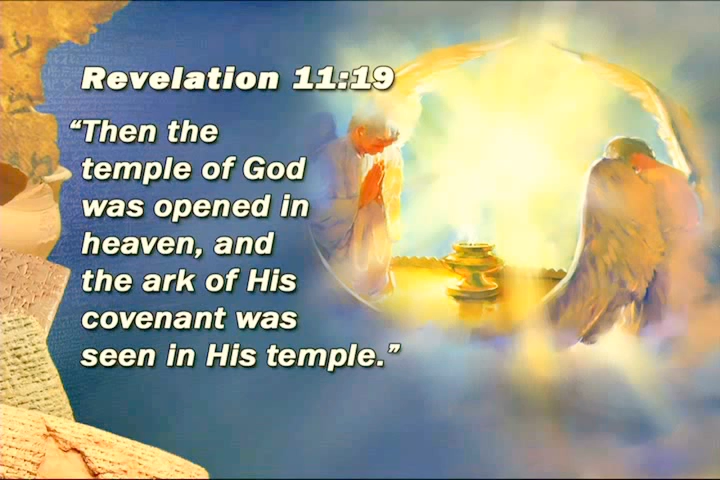 Revelation 11:19
“Then the
temple of God
was opened in
heaven, and
the ark of His
covenant was
seen in His temple.”